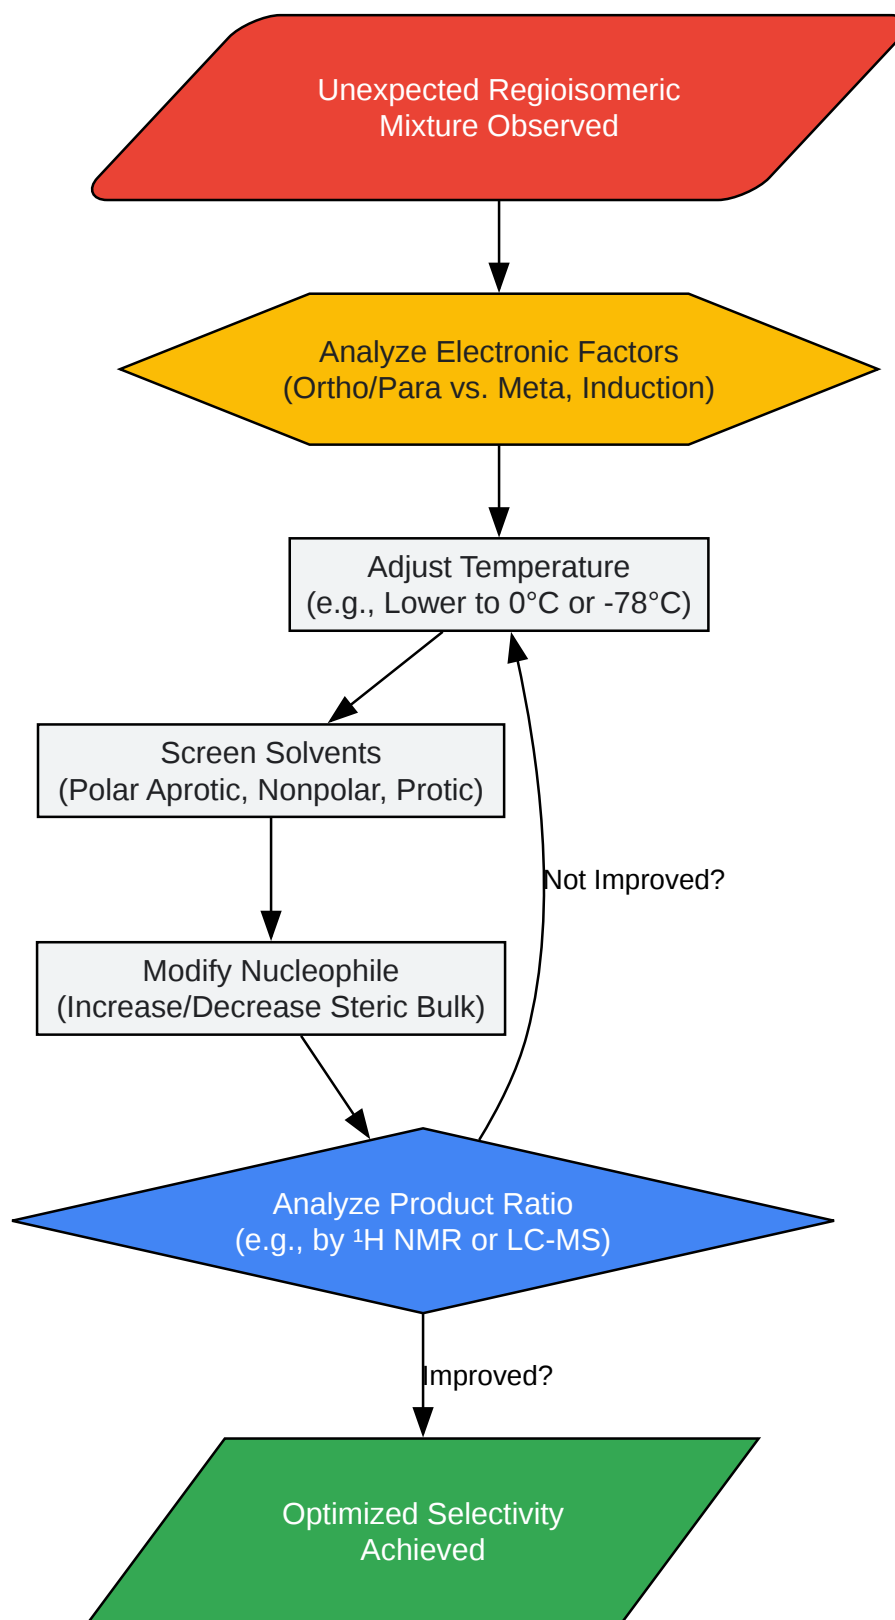 Unexpected Regioisomeric
Mixture Observed
Analyze Electronic Factors
(Ortho/Para vs. Meta, Induction)
Adjust Temperature
(e.g., Lower to 0°C or -78°C)
Screen Solvents
(Polar Aprotic, Nonpolar, Protic)
Not Improved?
Modify Nucleophile
(Increase/Decrease Steric Bulk)
Analyze Product Ratio
(e.g., by ¹H NMR or LC-MS)
Improved?
Optimized Selectivity
Achieved